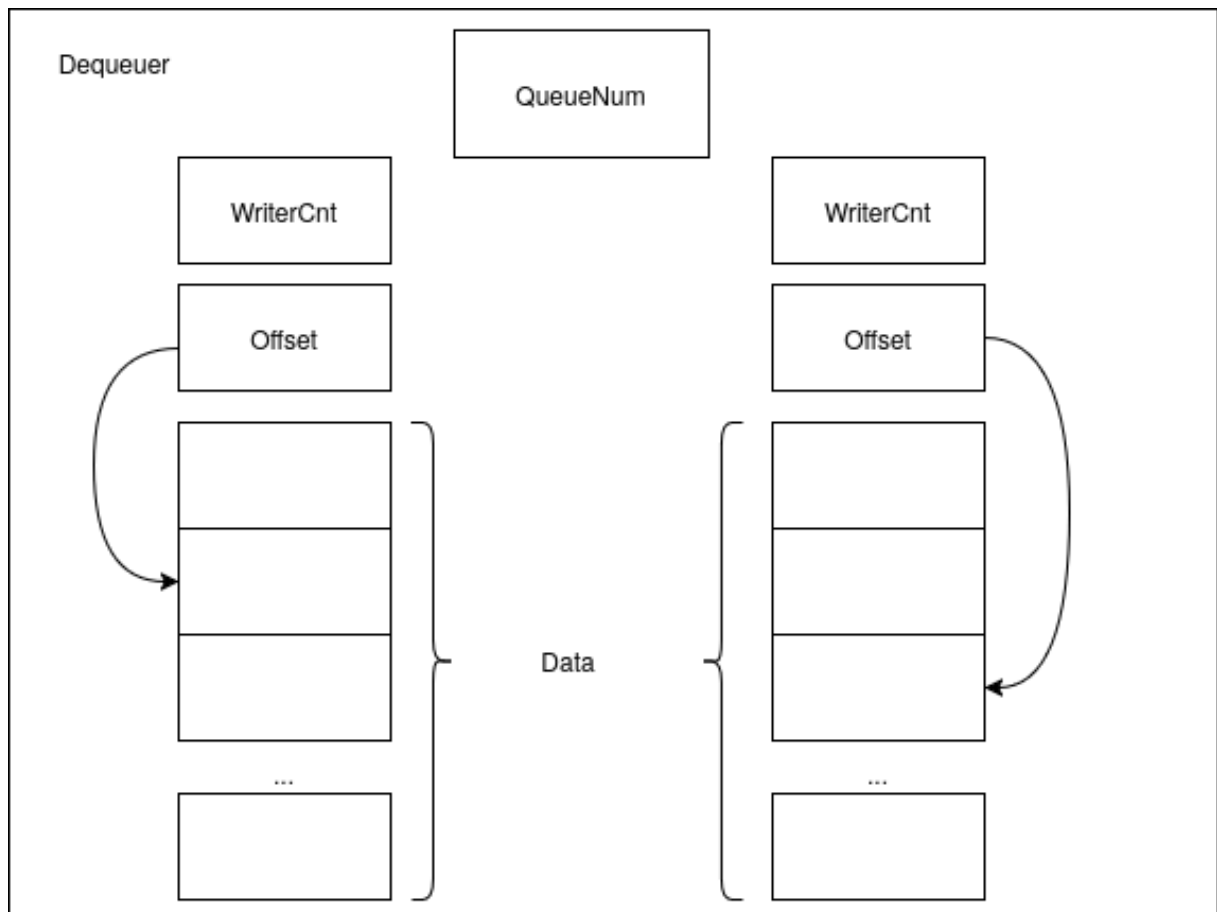 Dequeuer
QueueNum
WriterCnt
WriterCnt
Offset
Offset
Data
...
...